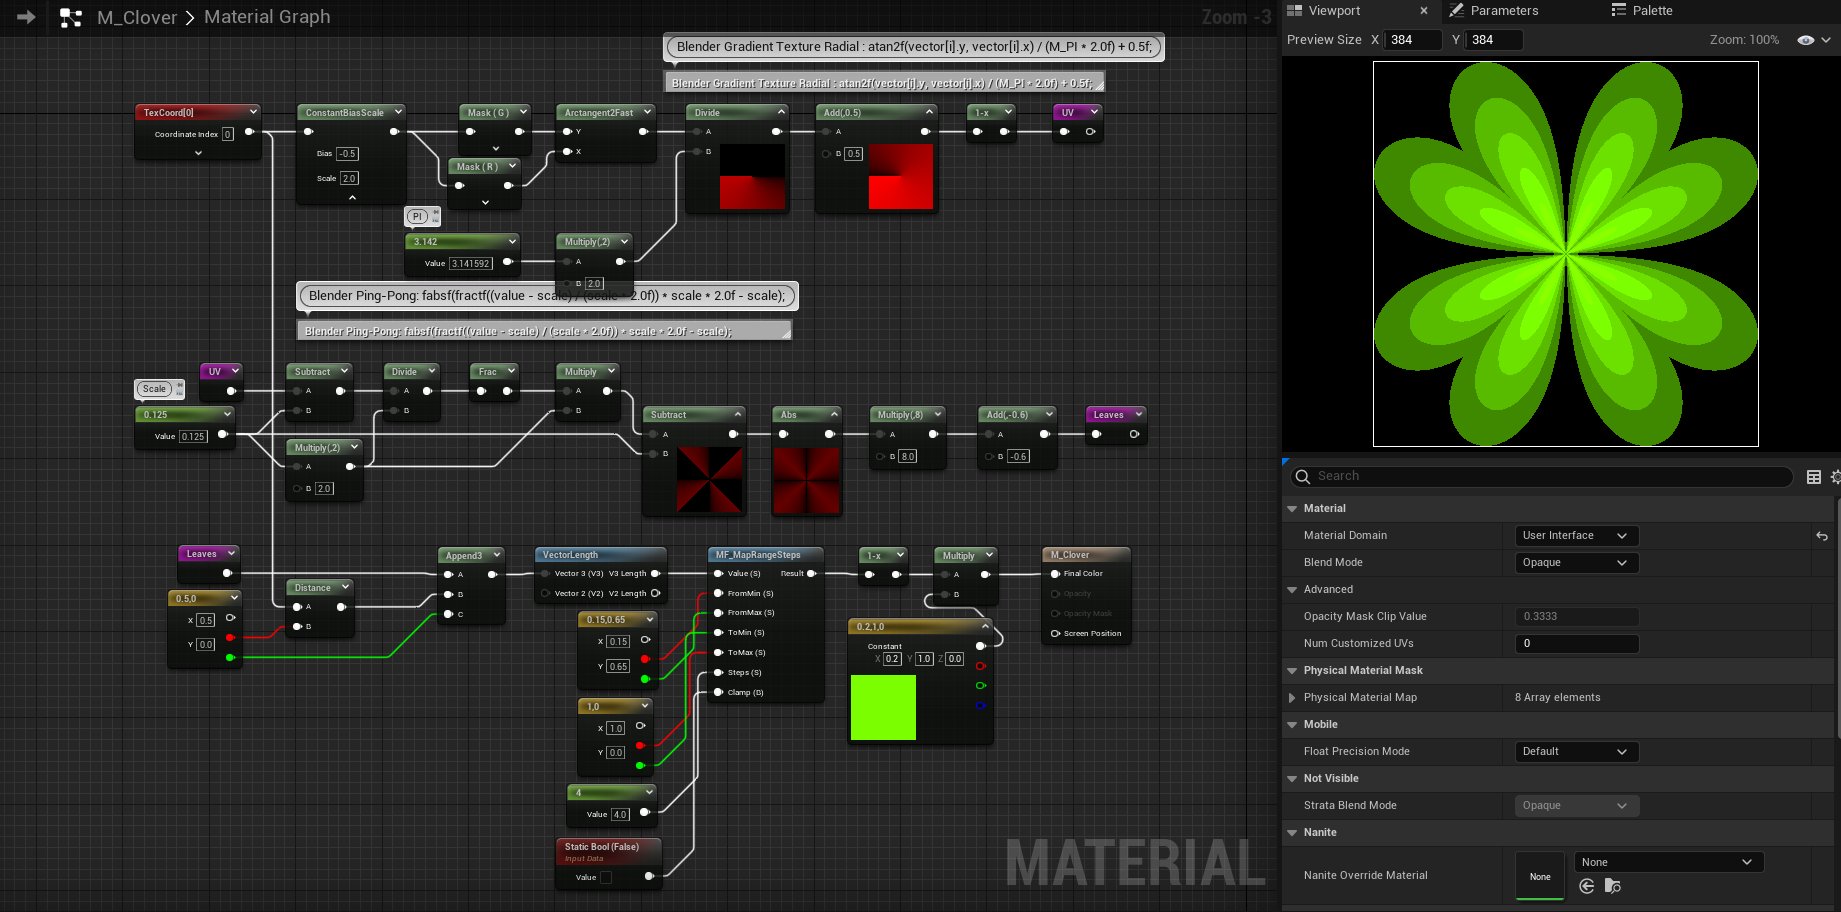 M_Clover > Material Graph
Zoom -3
Blender Gradient Texture Radial : atan2f(vector[i].y, vector[i].x) / (M_PI * 2.0f) + 0.5f;
Blender Gradient Texture Radial : atan2f(vector[i].y, vector[i].x) / (M_PI * 2.0f) + 0.5f;
TexCoord[0]
Coordinate Index 0
ConstantBiasScale
Bias -0.5
Scale 2.0
Mask ( G )
Mask ( R )
Arctangent2Fast
Y
X
Divide
A
B
Add(,0.5)
A
B 0.5
1-x
UV
PI
3.142
Value 3.141592
Multiply(,2)
A
B 2.0
Blender Ping-Pong: fabsf(fractf((value - scale) / (scale * 2.0f)) * scale * 2.0f - scale);
Blender Ping-Pong: fabsf(fractf((value - scale) / (scale * 2.0f)) * scale * 2.0f - scale);
Scale
UV
0.125
Value 0.125
Subtract
A
B
Multiply(,2)
A
B 2.0
Divide
A
B
Frac
Multiply
A
B
Subtract
A
B
Abs
Multiply(,8)
A
B 8.0
Add(,-0.6)
A
B -0.6
Leaves
Leaves
0.5,0
X 0.5
Y 0.0
Distance
A
B
Append3
A
B
C
VectorLength
Vector 3 (V3) V3 Length
Vector 2 (V2) V2 Length
0.15,0.65
X 0.15
Y 0.65
1,0
X 1.0
Y 0.0
4
Value 4.0
Static Bool (False)
Input Data
Value
MF_MapRangeSteps
Value (S) Result
FromMin (S)
FromMax (S)
ToMin (S)
ToMax (S)
Steps (S)
Clamp (B)
1-x
Multiply
A
B
0.2,1,0
Constant
X 0.2 Y 1.0 Z 0.0
M_Clover
Final Color
Opacity
Opacity Mask
Screen Position
MATERIAL
Viewport × Parameters Palette
Preview Size X 384 Y 384 Zoom: 100%
Search
Material
Material Domain User Interface
Blend Mode Opaque
Advanced
Opacity Mask Clip Value 0.3333
Num Customized UVs 0
Physical Material Mask
Physical Material Map 8 Array elements
Mobile
Float Precision Mode Default
Not Visible
Strata Blend Mode Opaque
Nanite
Nanite Override Material None None